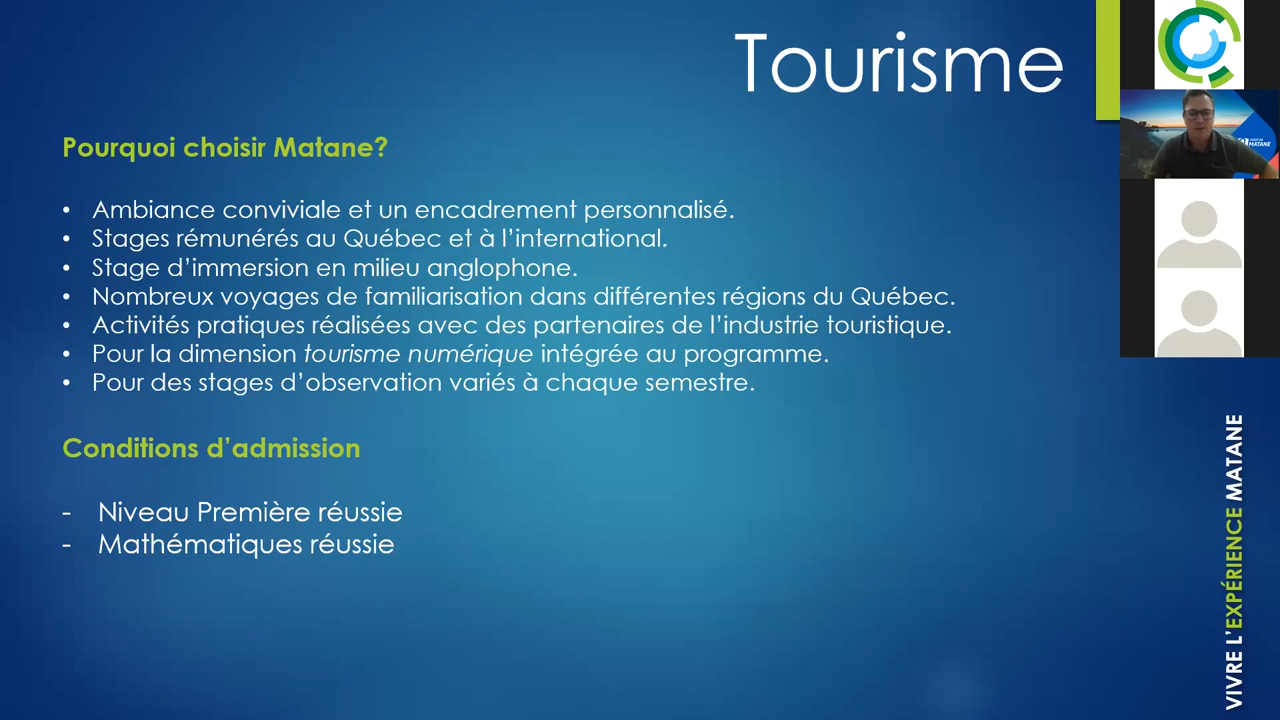 Tourisme
Pourquoi choisir Matane?
• Ambiance conviviale et un encadrement personnalisé.
• Stages rémunérés au Québec et à l'international.
• Stage d'immersion en milieu anglophone.
• Nombreux voyages de familiarisation dans différentes régions du Québec.
• Activités pratiques réalisées avec des partenaires de l'industrie touristique.
• Pour la dimension tourisme numérique intégrée au programme.
• Pour des stages d'observation variés à chaque semestre.
Conditions d'admission
- Niveau Première réussie
- Mathématiques réussie
MATANE
VIVRE L'EXPÉRIENCE MATANE